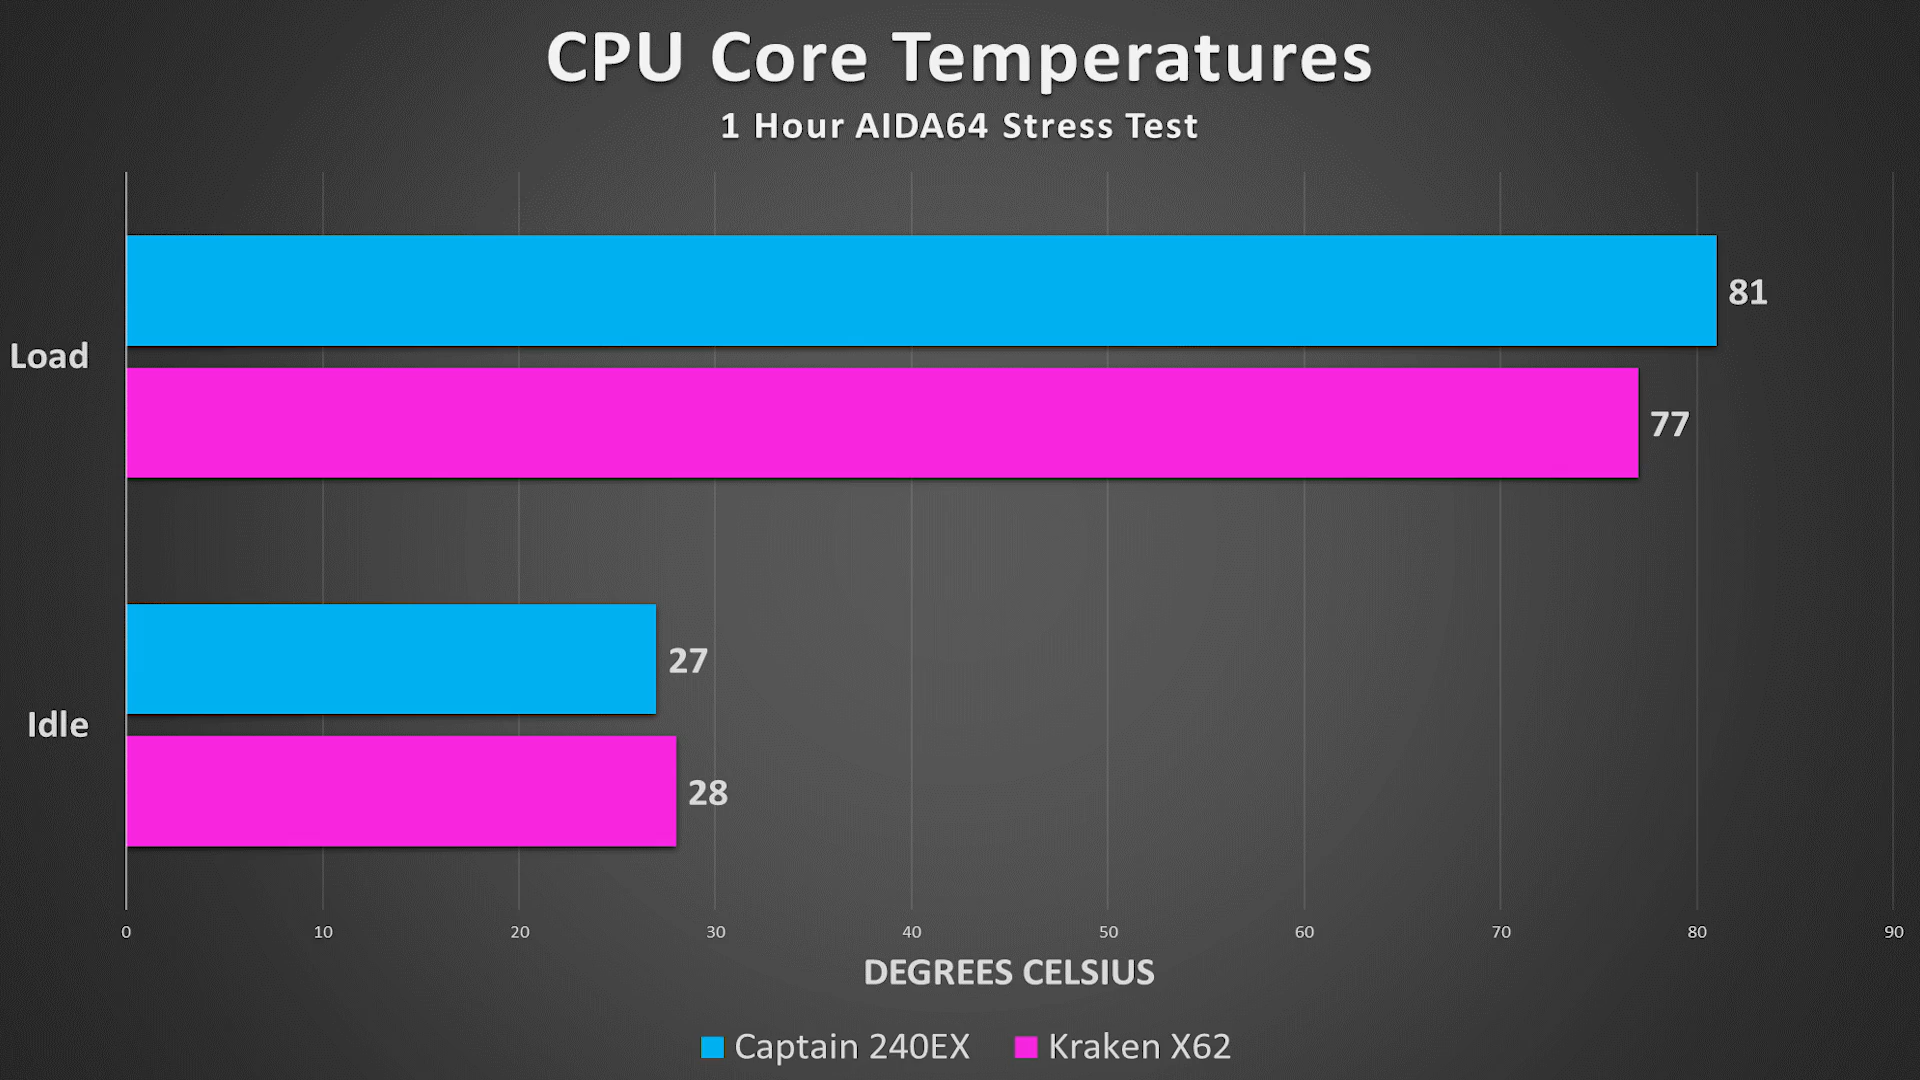 CPU Core Temperatures
1 Hour AIDA64 Stress Test
Load
81
77
Idle
27
28
0 10 20 30 40 50 60 70 80 90
DEGREES CELSIUS
Captain 240EX Kraken X62